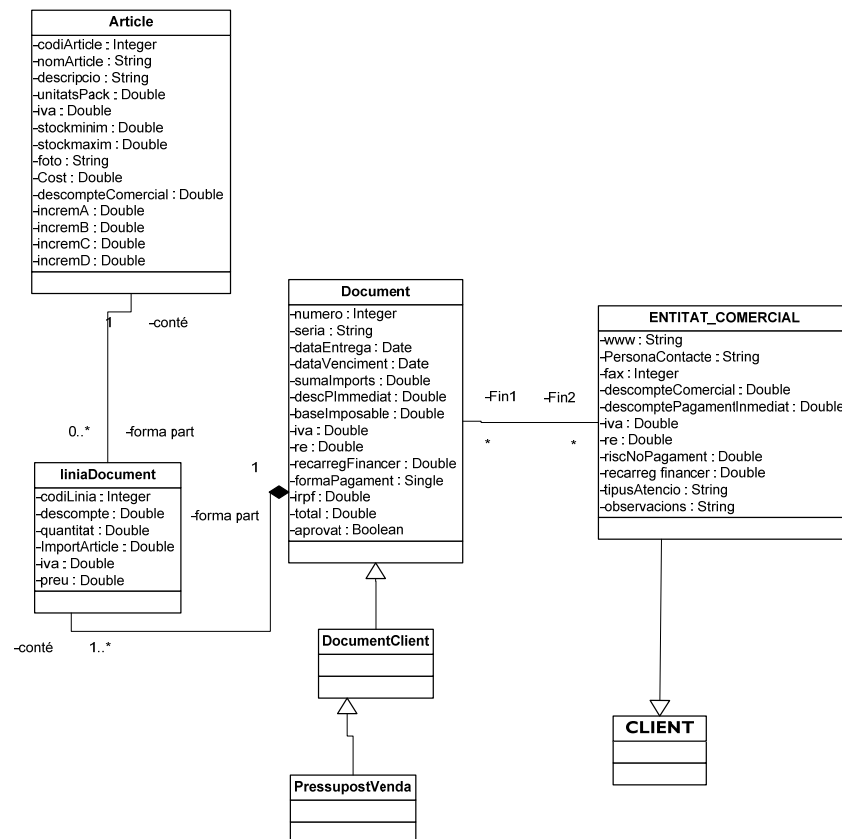 Article
-codiArticle : Integer
-nomArticle : String
-descripcio : String
-unitatsPack : Double
-iva : Double
-stockminim : Double
-stockmaxim : Double
-foto : String
-Cost : Double
-descompteComercial : Double
-incremA : Double
-incremB : Double
-incremC : Double
-incremD : Double
1
-conté
0..*
-forma part
liniaDocument
-codiLinia : Integer
-descompte : Double
-quantitat : Double
-ImportArticle : Double
-iva : Double
-preu : Double
-conté
1..*
1
-forma part
Document
-numero : Integer
-seria : String
-dataEntrega : Date
-dataVenciment : Date
-sumaImports : Double
-descPImmediat : Double
-baseImposable : Double
-iva : Double
-re : Double
-recarregFinancer : Double
-formaPagament : Single
-irpf : Double
-total : Double
-aprovat : Boolean
-Fin1
-Fin2
*
*
ENTITAT_COMERCIAL
-www : String
-PersonaContacte : String
-fax : Integer
-descompteComercial : Double
-descomptePagamentInmediat : Double
-iva : Double
-re : Double
-riscNoPagament : Double
-recarreg financer : Double
-tipusAtencio : String
-observacions : String
DocumentClient
PressupostVenda
CLIENT